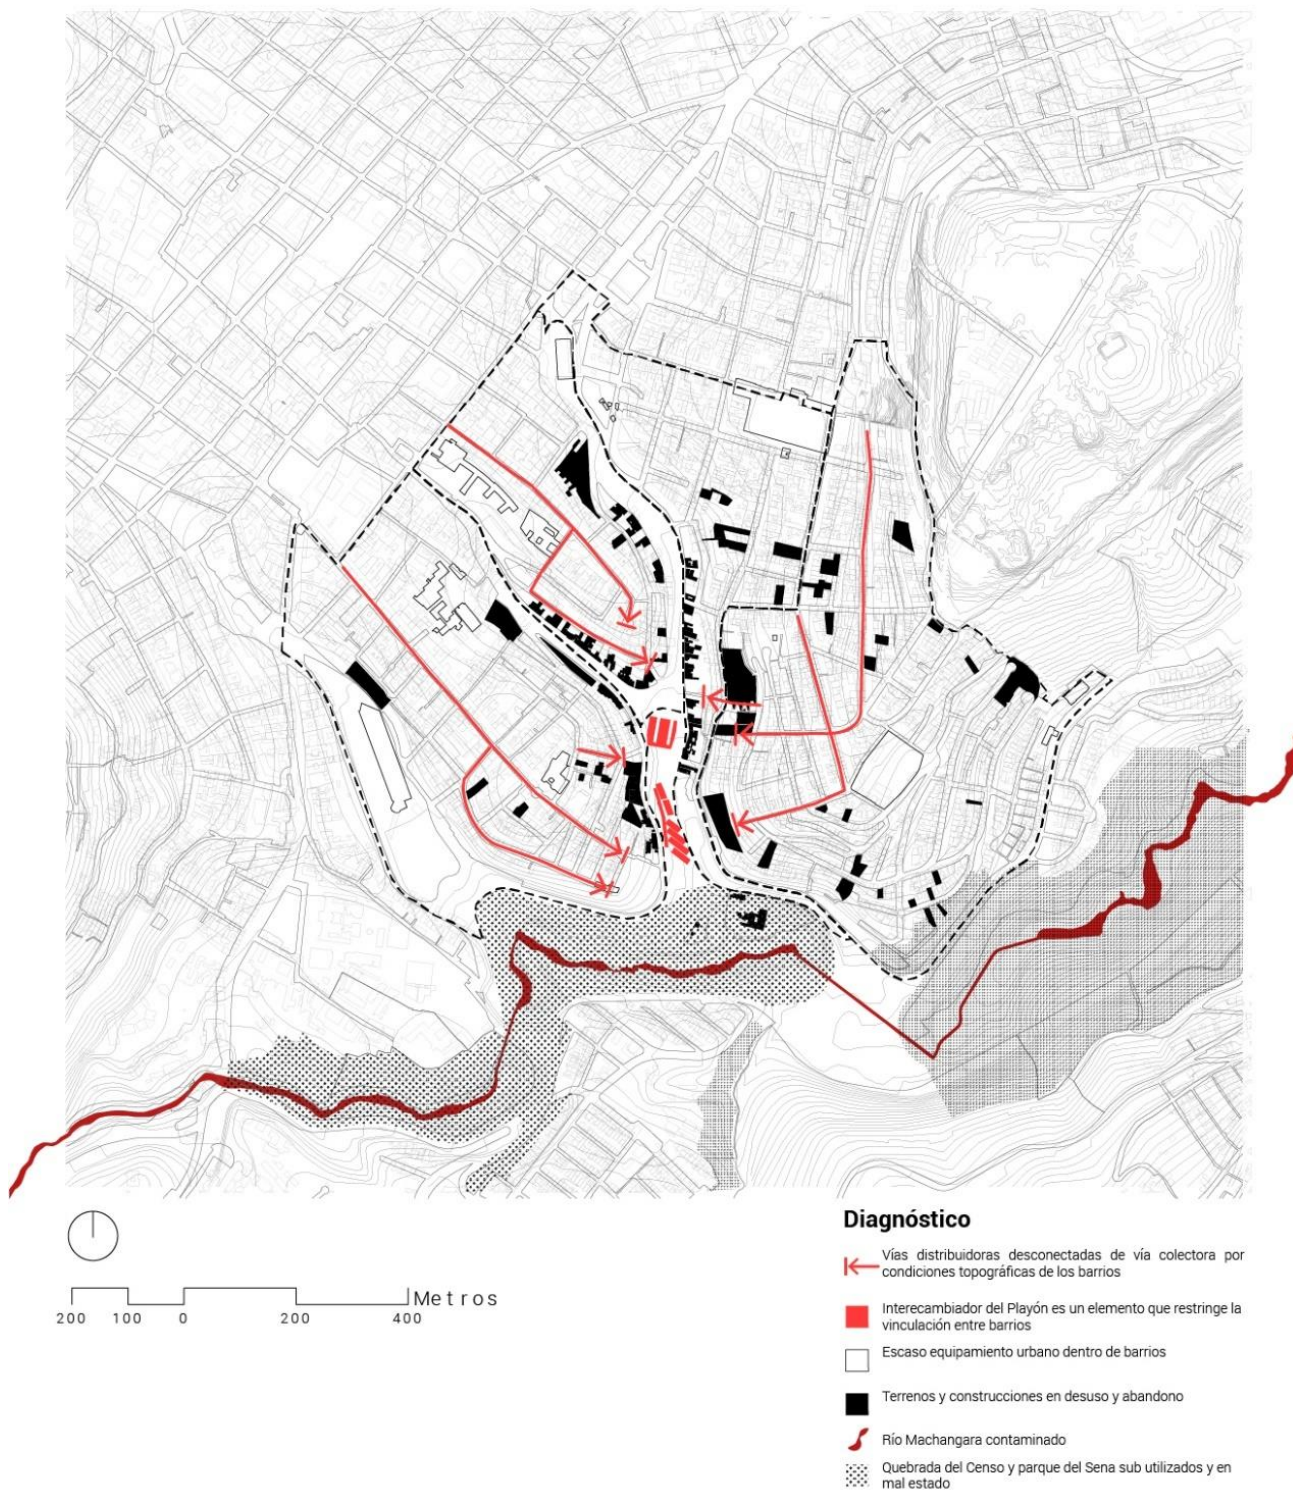 Metros
200 100 0 200 400
Diagnóstico
Vías distribuidoras desconectadas de vía colectora por
condiciones topográficas de los barrios
Interecambiador del Playón es un elemento que restringe la
vinculación entre barrios
Escaso equipamiento urbano dentro de barrios
Terrenos y construcciones en desuso y abandono
Río Machangara contaminado
Quebrada del Censo y parque del Sena sub utilizados y en
mal estado